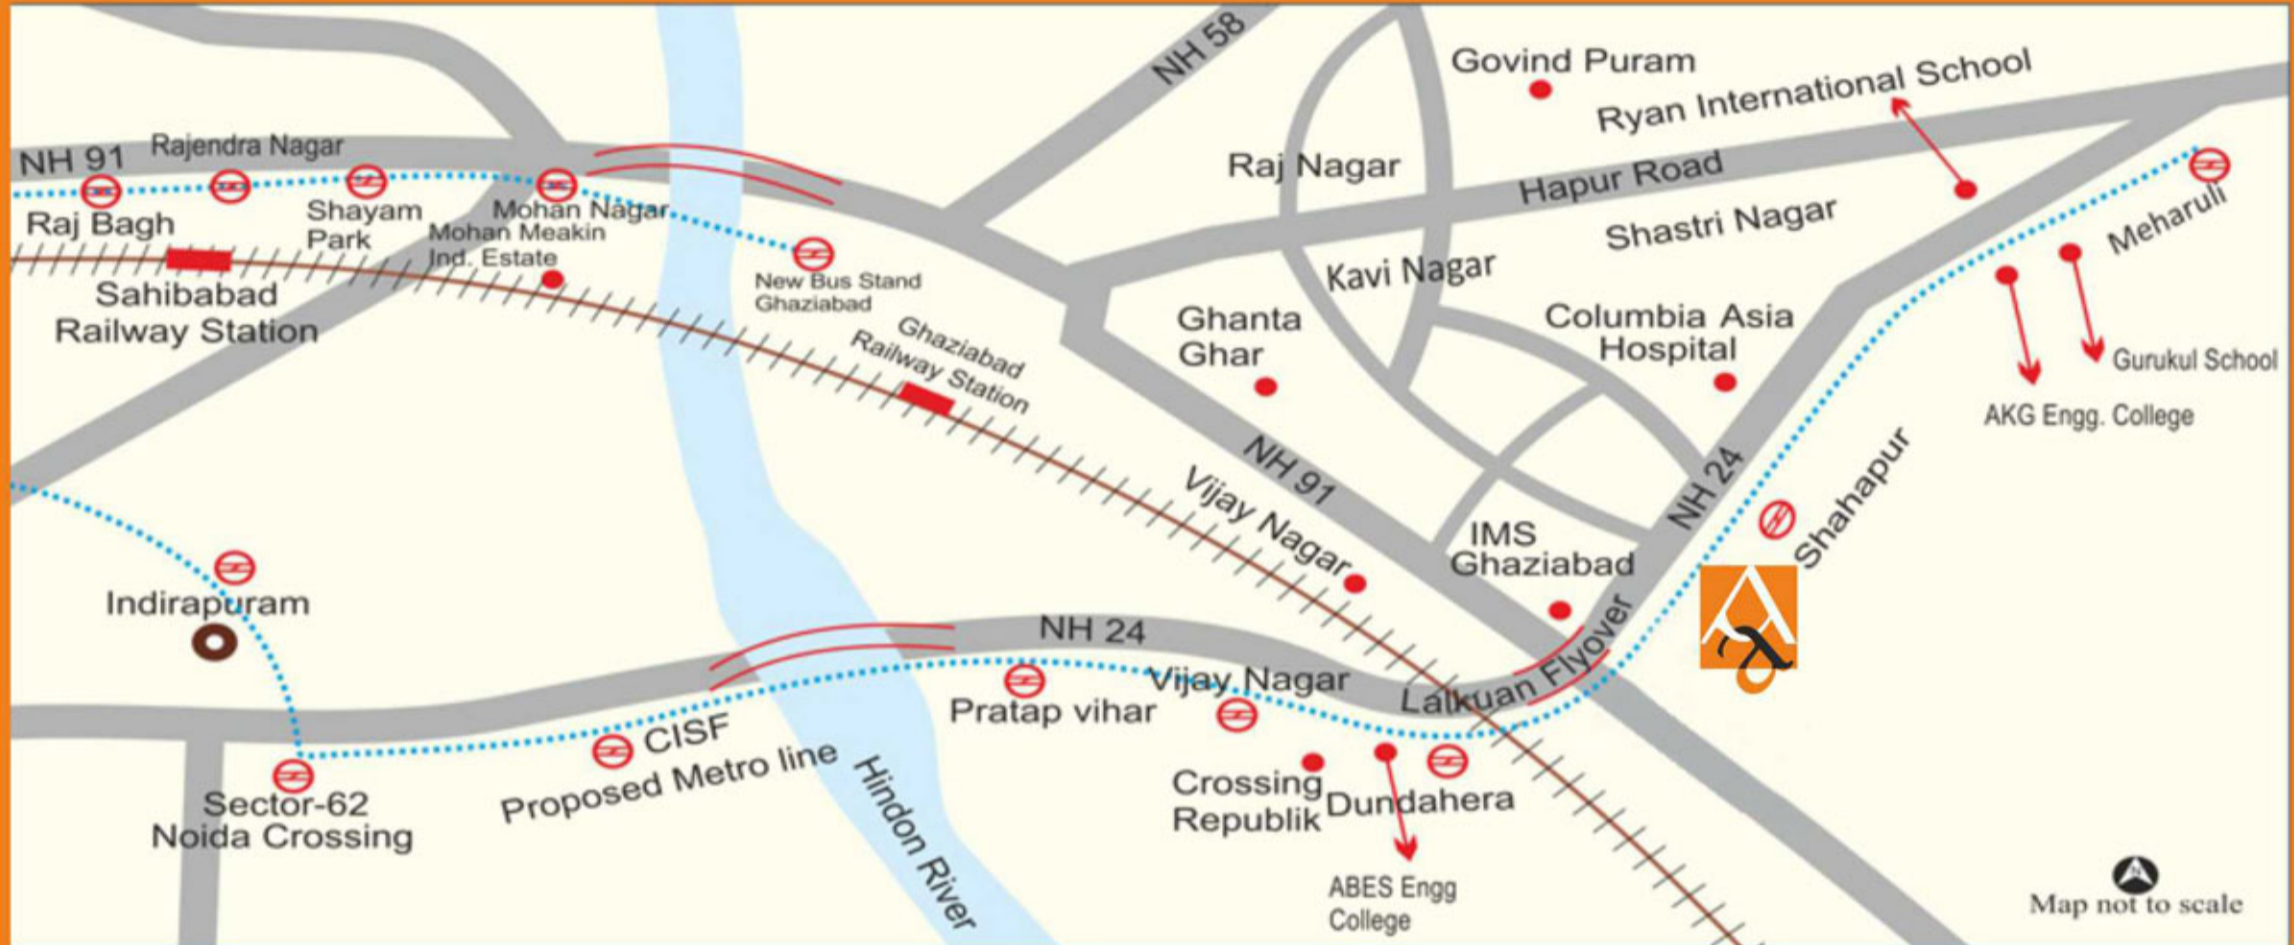 NH 58
Govind Puram
Ryan International School
NH 91
Rajendra Nagar
Raj Nagar
Hapur Road
Raj Bagh
Shayam
Park
Mohan Nagar
Mohan Meakin
Ind. Estate
Shastri Nagar
Meharuli
Kavi Nagar
New Bus Stand
Ghaziabad
Sahibabad
Railway Station
Ghaziabad
Railway Station
Ghanta
Ghar
Columbia Asia
Hospital
Gurukul School
AKG Engg. College
NH 91
NH 24
Vijay Nagar
Shahapur
IMS
Ghaziabad
Indirapuram
NH 24
Lalkuan Flyover
Vijay Nagar
Pratap vihar
CISF
Proposed Metro line
Hindon River
Crossing
Republik
Dundahera
Sector-62
Noida Crossing
ABES Engg
College
N
Map not to scale